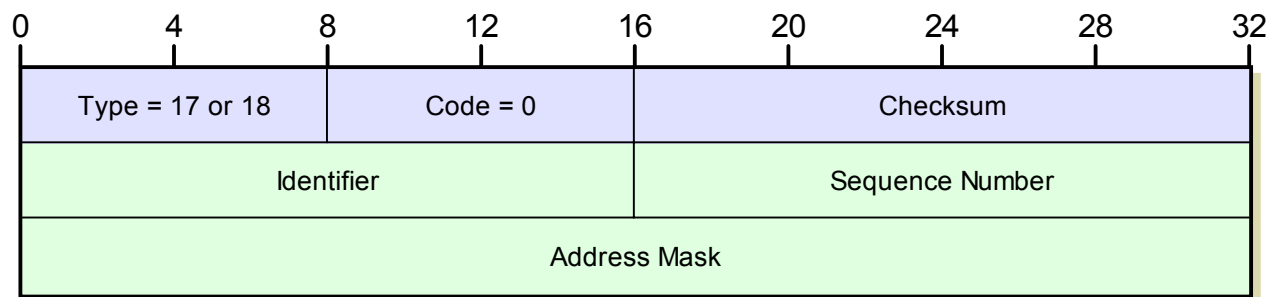 0 4 8 12 16 20 24 28 32
Type = 17 or 18 Code = 0 Checksum
Identifier Sequence Number
Address Mask